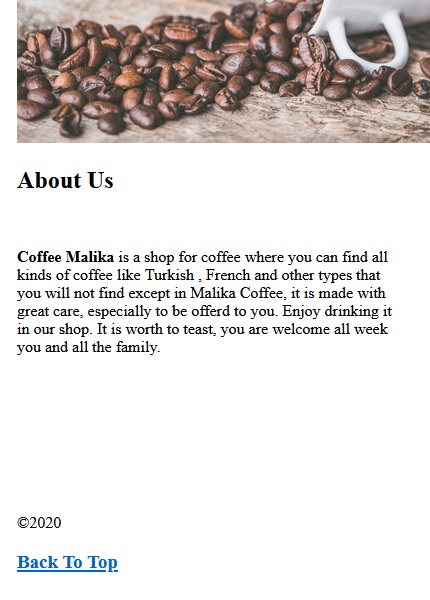 About Us
Coffee Malika is a shop for coffee where you can find all
kinds of coffee like Turkish , French and other types that
you will not find except in Malika Coffee, it is made with
great care, especially to be offerd to you. Enjoy drinking it
in our shop. It is worth to teast, you are welcome all week
you and all the family.
©2020
Back To Top